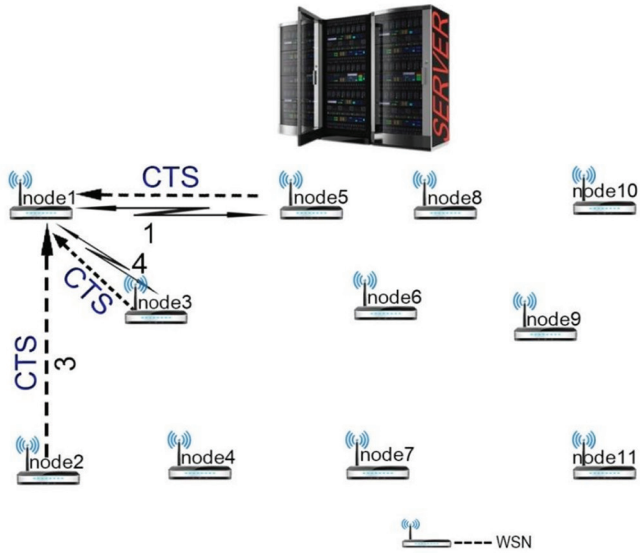 SERVER
CTS
node1
node5
node8
node10
1
4
CTS
node3
node6
node9
CTS
3
node2
node4
node7
node11
WSN